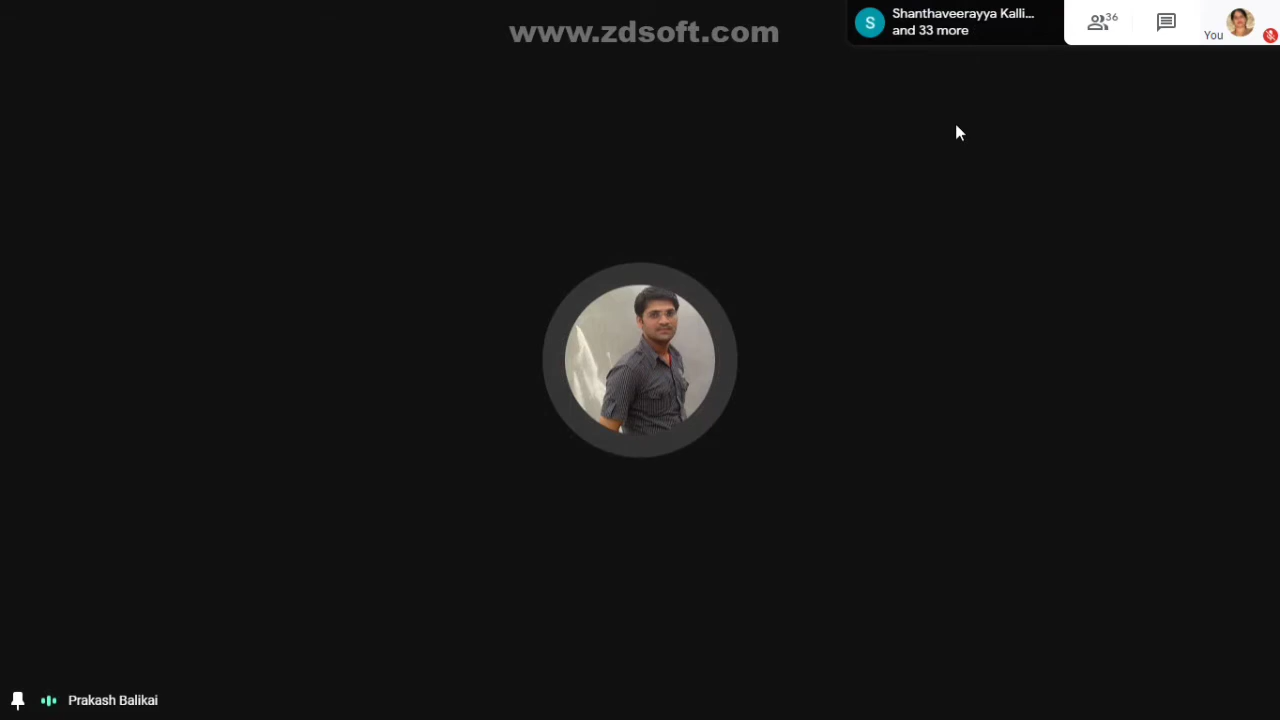 www.zdsoft.com
S
Shanthaveerayya Kalli...
and 33 more
36
You
Prakash Balikai